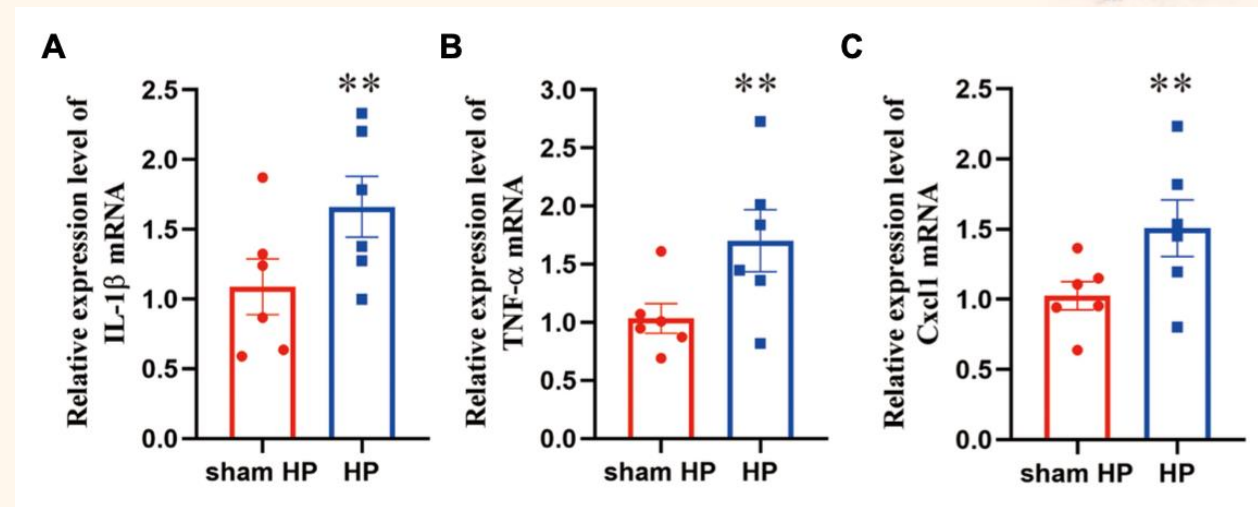 A
Relative expression level of
IL-1β mRNA
2.5
2.0
1.5
1.0
0.5
0.0
**
sham HP
HP
B
Relative expression level of
TNF-α mRNA
3.0
2.5
2.0
1.5
1.0
0.5
0.0
**
sham HP
HP
C
Relative expression level of
Cxcl1 mRNA
2.5
2.0
1.5
1.0
0.5
0.0
**
sham HP
HP